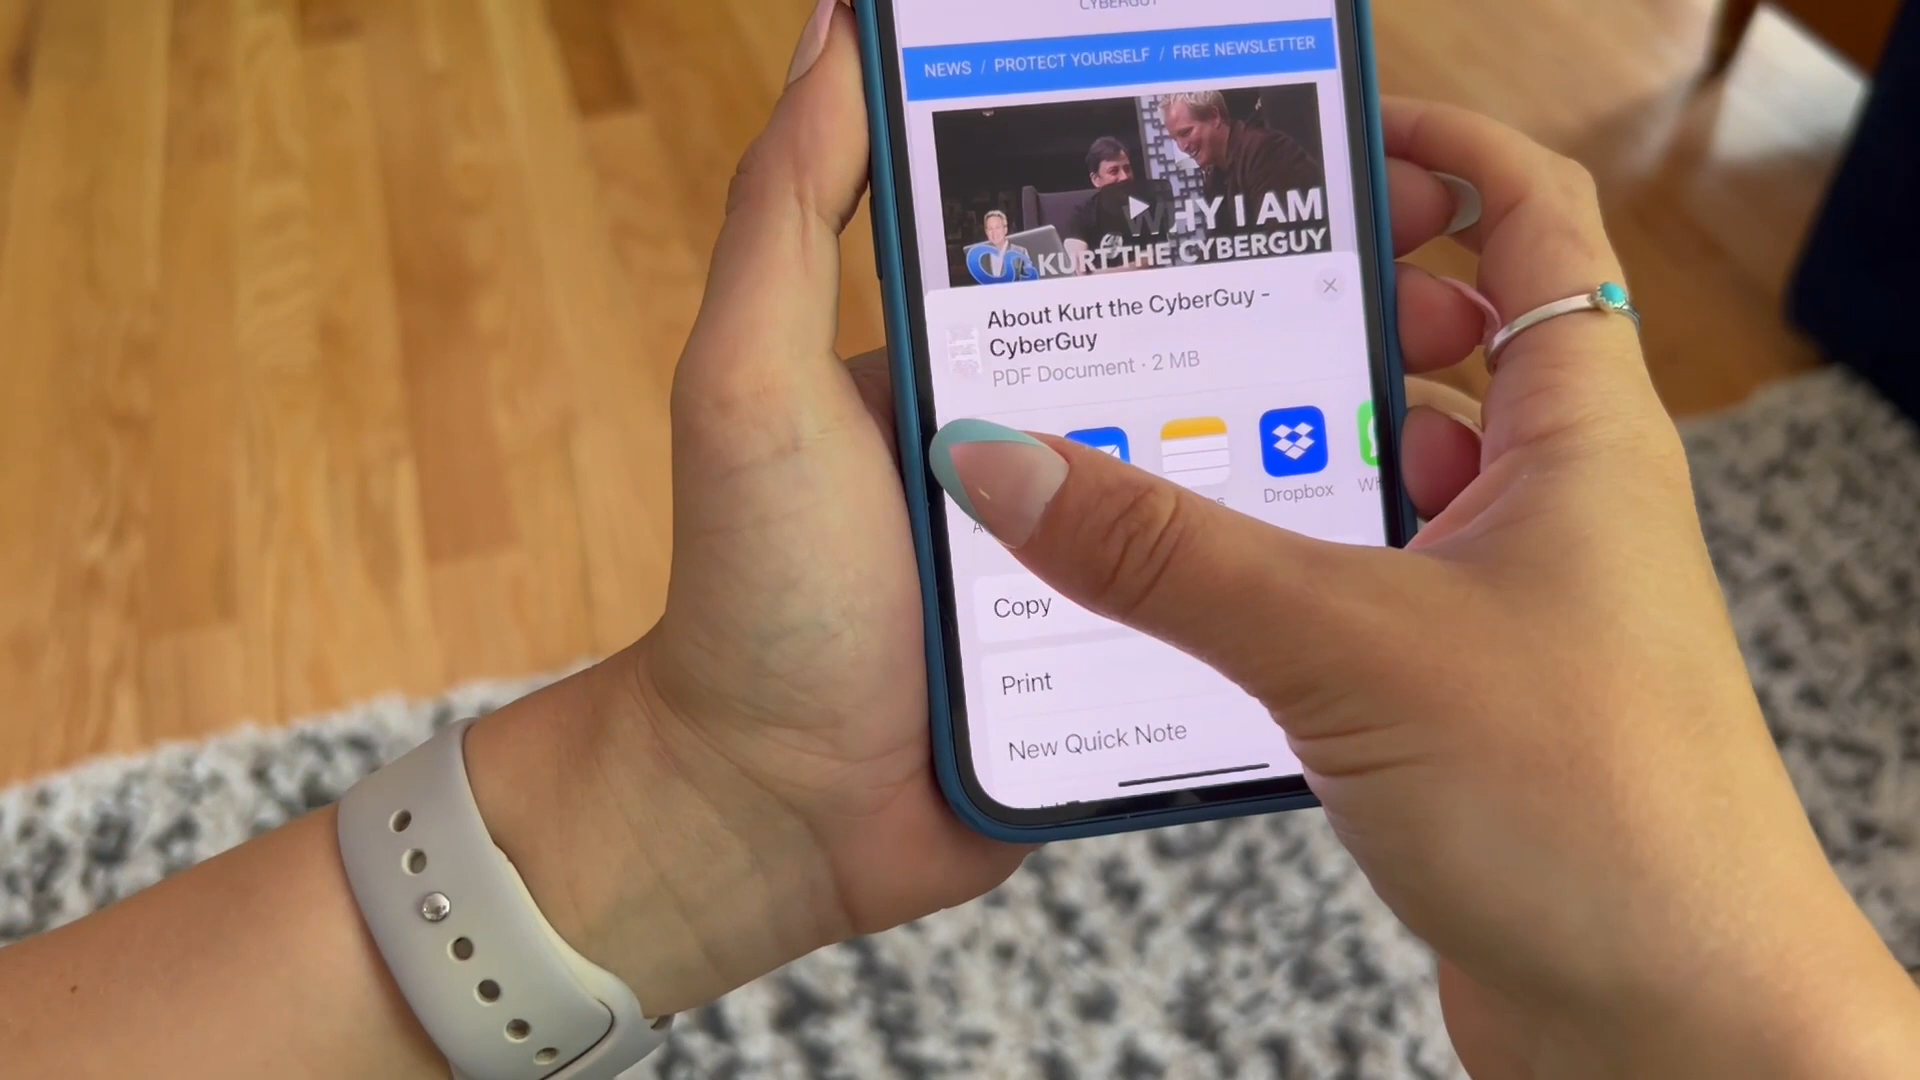 CYBERGUY
NEWS / PROTECT YOURSELF / FREE NEWSLETTER
WHY I AM
KURT THE CYBERGUY
About Kurt the CyberGuy -
CyberGuy
PDF Document · 2 MB
Dropbox
Copy
Print
New Quick Note